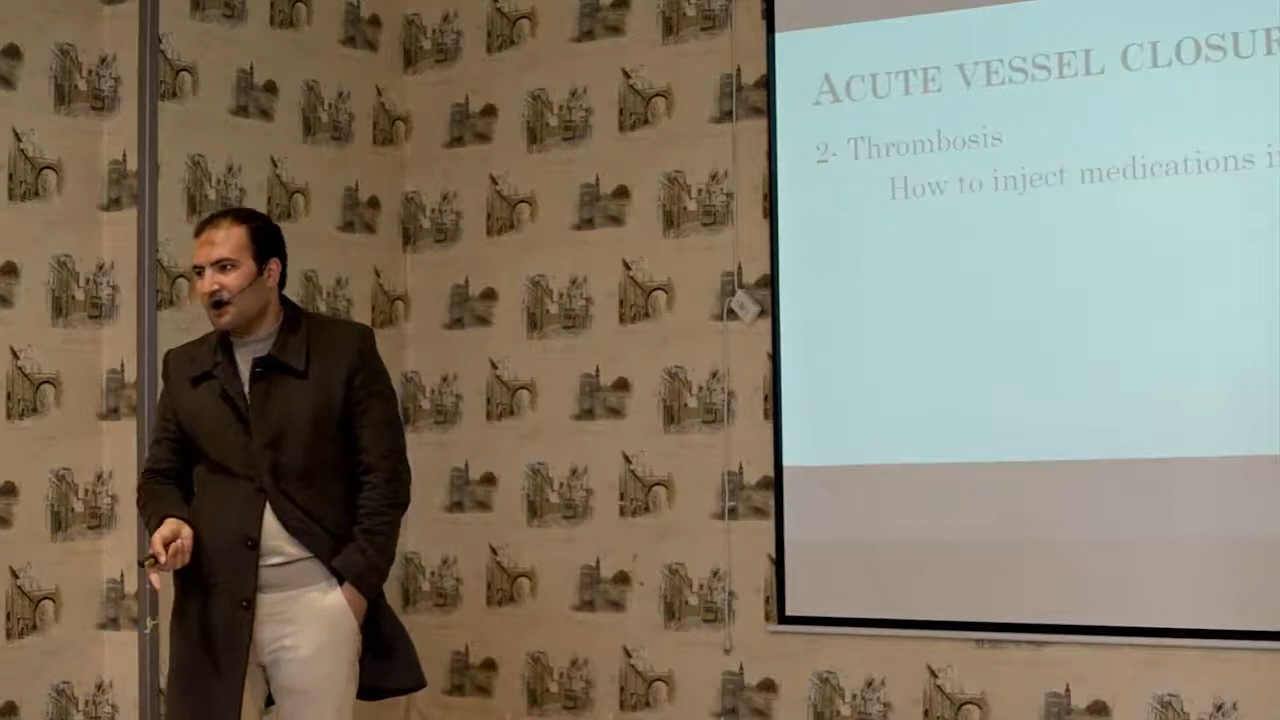 ACUTE VESSEL CLOSUR
2- Thrombosis
How to inject medications i